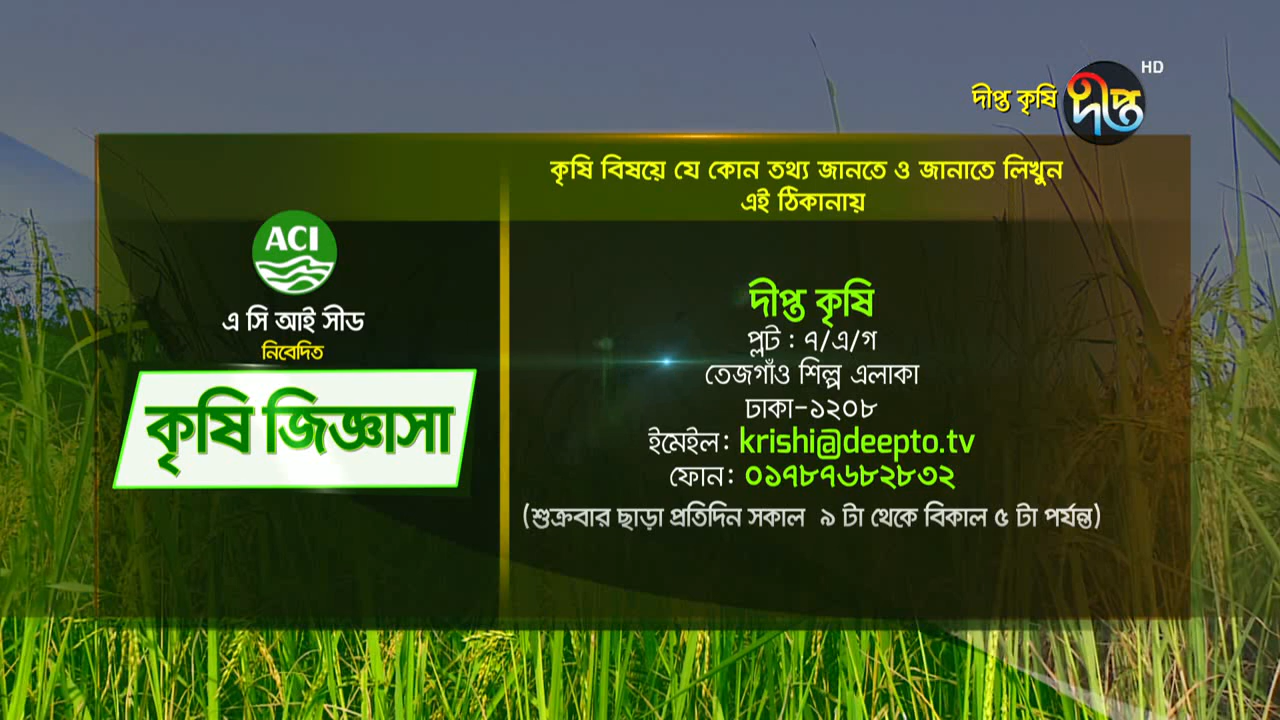 HD
দীপ্ত কৃষি দীপ্ত
কৃষি বিষয়ে যে কোন তথ্য জানতে ও জানাতে লিখুন
এই ঠিকানায়
ACI
এ সি আই সীড
নিবেদিত
কৃষি জিজ্ঞাসা
দীপ্ত কৃষি
প্লট : ৭/এ/গ
তেজগাঁও শিল্প এলাকা
ঢাকা-১২০৮
ইমেইল: krishi@deepto.tv
ফোন: ০১৭৮৭৬৮২৮৩২
(শুক্রবার ছাড়া প্রতিদিন সকাল ৯ টা থেকে বিকাল ৫ টা পর্যন্ত)